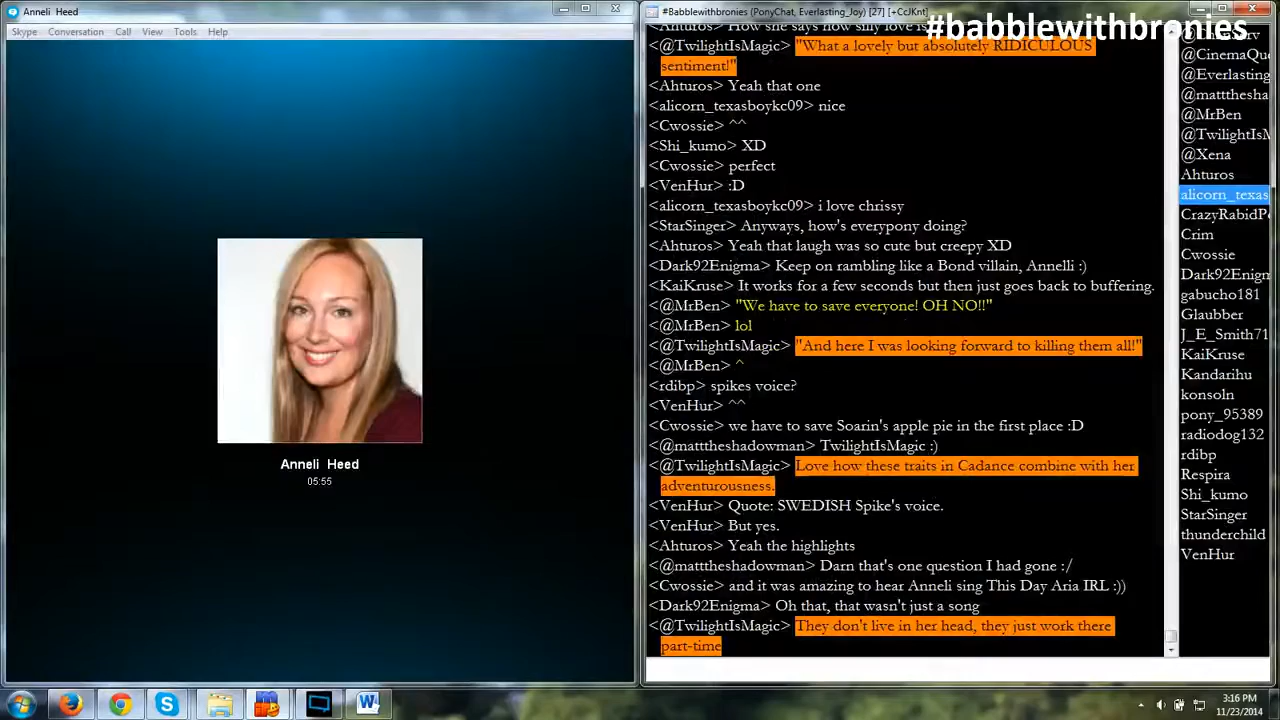 Anneli Heed
Skype Conversation Call View Tools Help
Anneli Heed
05:55
#Babblewithbronies (PonyChat, Everlasting_Joy) [27] [+CcJKnt]
#babblewithbronies
<@TwilightIsMagic> "What a lovely but absolutely RIDICULOUS
sentiment!"
<Ahturos> Yeah that one
<alicorn_texasboykc09> nice
<Cwossie> ^^
<Shi_kumo> XD
<Cwossie> perfect
<VenHur> :D
<alicorn_texasboykc09> i love chrissy
<StarSinger> Anyways, how's everypony doing?
<Ahturos> Yeah that laugh was so cute but creepy XD
<Dark92Enigma> Keep on rambling like a Bond villain, Annelli :)
<KaiKruse> It works for a few seconds but then just goes back to buffering.
<@MrBen> "We have to save everyone! OH NO!!"
<@MrBen> lol
<@TwilightIsMagic> "And here I was looking forward to killing them all!"
<@MrBen> ^
<rdibp> spikes voice?
<VenHur> ^^
<Cwossie> we have to save Soarin's apple pie in the first place :D
<@matttheshadowman> TwilightIsMagic :)
<@TwilightIsMagic> Love how these traits in Cadance combine with her
adventurousness.
<VenHur> Quote: SWEDISH Spike's voice.
<VenHur> But yes.
<Ahturos> Yeah the highlights
<@matttheshadowman> Darn that's one question I had gone :/
<Cwossie> and it was amazing to hear Anneli sing This Day Aria IRL :))
<Dark92Enigma> Oh that, that wasn't just a song
<@TwilightIsMagic> They don't live in her head, they just work there
part-time
@CinemaQue
@Everlasting
@mattthesha
@MrBen
@TwilightIsM
@Xena
Ahturos
alicorn_texas
CrazyRabidPo
Crim
Cwossie
Dark92Enigm
gabucho181
Glaubber
J_E_Smith71
KaiKruse
Kandarihu
konsoln
pony_95389
radiodog132
rdibp
Respira
Shi_kumo
StarSinger
thunderchild
VenHur
3:16 PM
11/23/2014